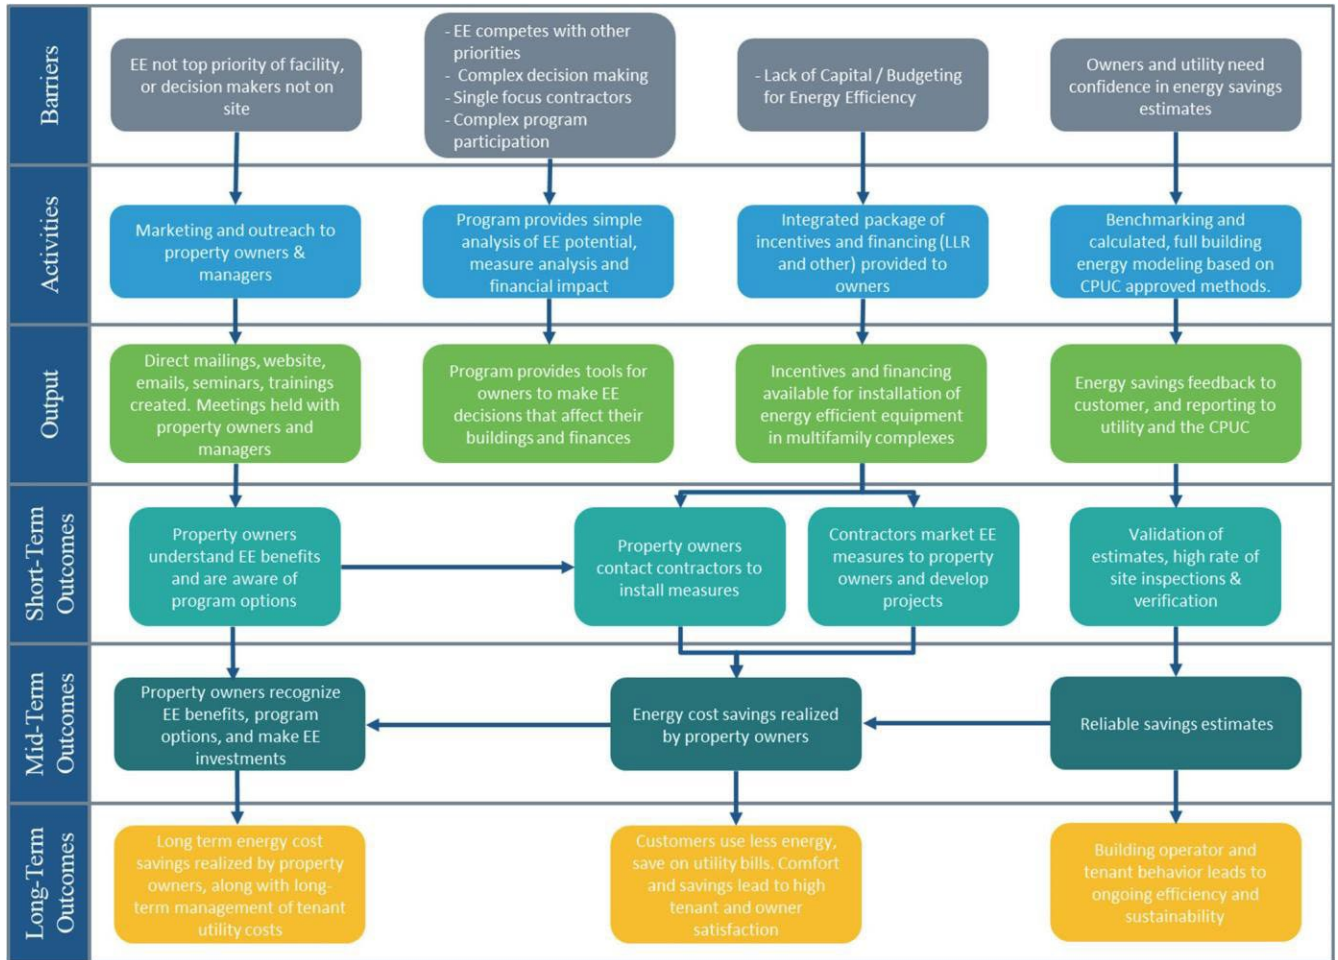 Barriers
EE not top priority of facility,
or decision makers not on
site
- EE competes with other
priorities
- Complex decision making
- Single focus contractors
- Complex program
participation
- Lack of Capital / Budgeting
for Energy Efficiency
Owners and utility need
confidence in energy savings
estimates
Activities
Marketing and outreach to
property owners &
managers
Program provides simple
analysis of EE potential,
measure analysis and
financial impact
Integrated package of
incentives and financing (LLR
and other) provided to
owners
Benchmarking and
calculated, full building
energy modeling based on
CPUC approved methods.
Output
Direct mailings, website,
emails, seminars, trainings
created. Meetings held with
property owners and
managers
Program provides tools for
owners to make EE
decisions that affect their
buildings and finances
Incentives and financing
available for installation of
energy efficient equipment
in multifamily complexes
Energy savings feedback to
customer, and reporting to
utility and the CPUC
Short-Term
Outcomes
Property owners
understand EE benefits
and are aware of
program options
Property owners
contact contractors to
install measures
Contractors market EE
measures to property
owners and develop
projects
Validation of
estimates, high rate of
site inspections &
verification
Mid-Term
Outcomes
Property owners recognize
EE benefits, program
options, and make EE
investments
Energy cost savings realized
by property owners
Reliable savings estimates
Long-Term
Outcomes
Long term energy cost
savings realized by property
owners, along with long-
term management of tenant
utility costs
Customers use less energy,
save on utility bills. Comfort
and savings lead to high
tenant and owner
satisfaction
Building operator and
tenant behavior leads to
ongoing efficiency and
sustainability